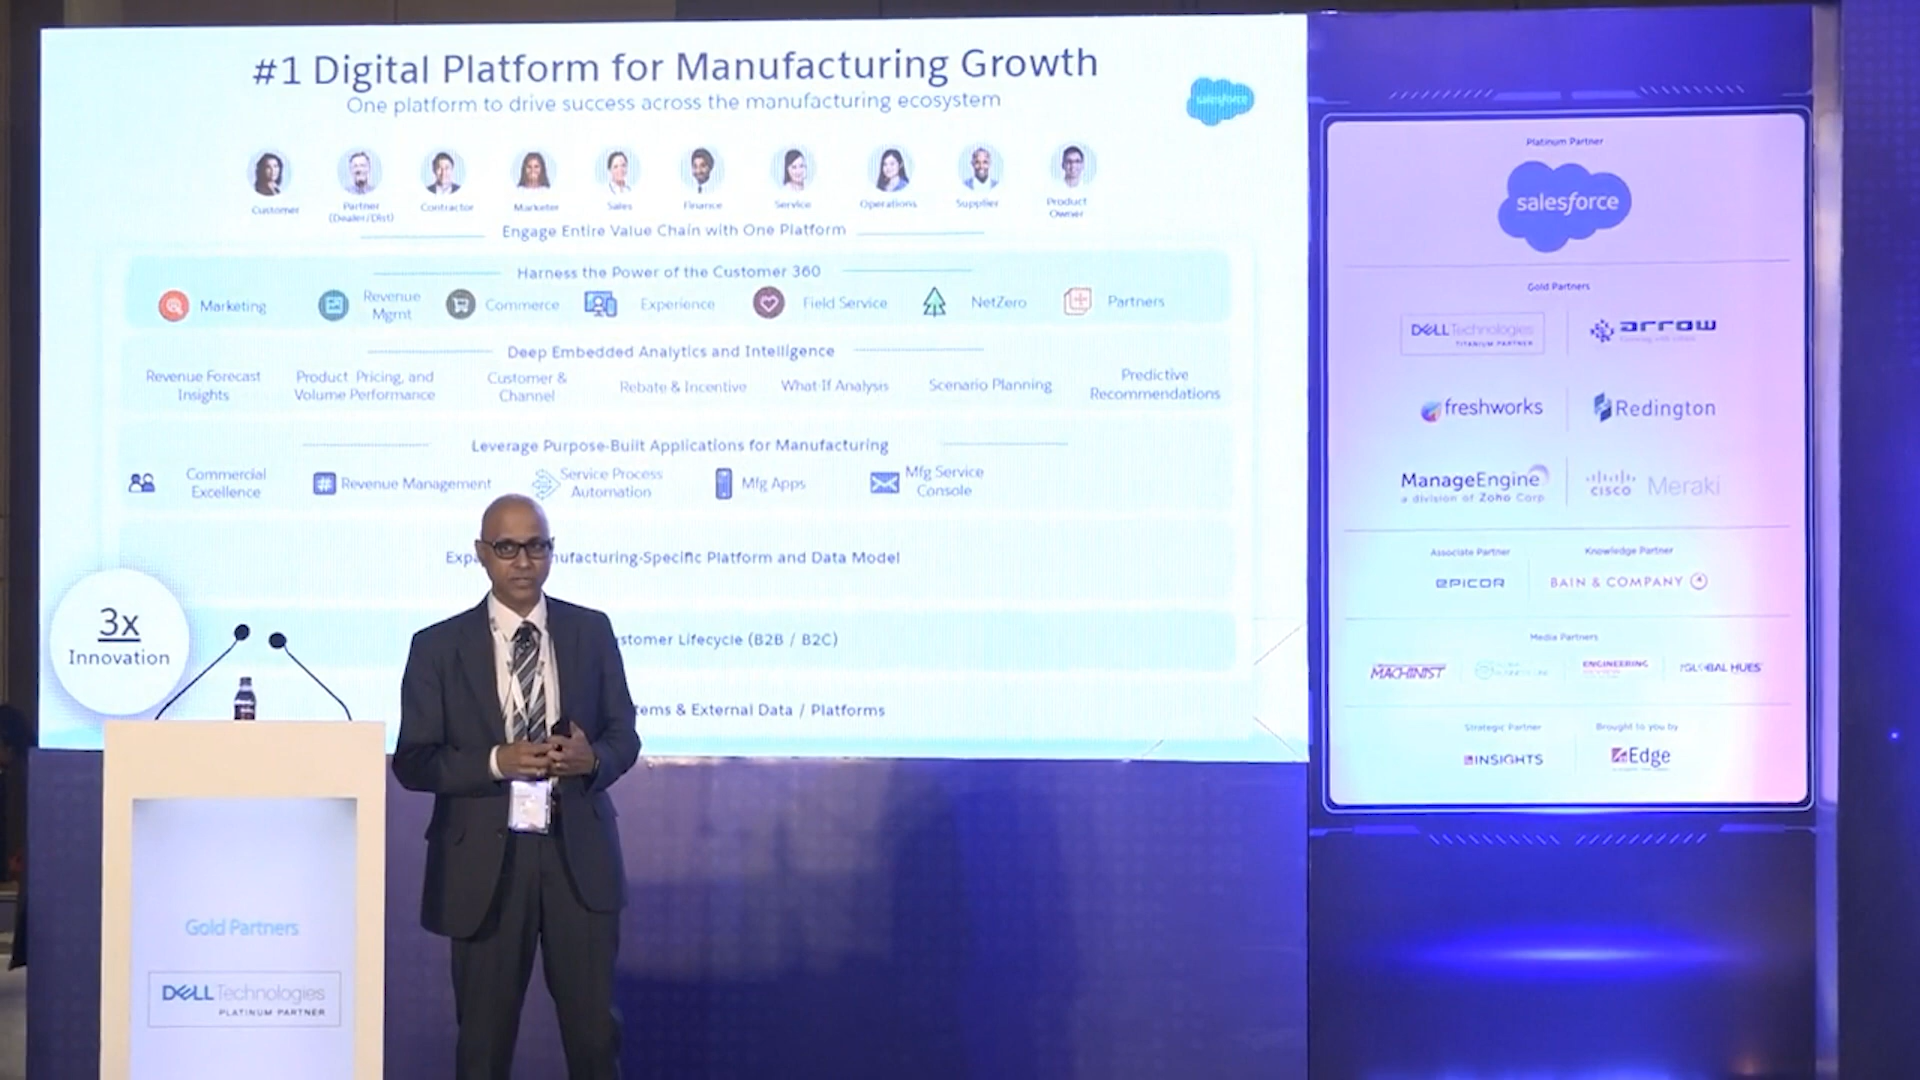 #1 Digital Platform for Manufacturing Growth
One platform to drive success across the manufacturing ecosystem
salesforce
Customer
Partner
(Dealer/Dist)
Contractor
Marketer
Sales
Finance
Service
Operations
Supplier
Product
Owner
Engage Entire Value Chain with One Platform
Harness the Power of the Customer 360
Marketing
Revenue
Mgmt
Commerce
Experience
Field Service
NetZero
Partners
Deep Embedded Analytics and Intelligence
Revenue Forecast
Insights
Product, Pricing, and
Volume Performance
Customer &
Channel
Rebate & Incentive
What-If Analysis
Scenario Planning
Predictive
Recommendations
Leverage Purpose-Built Applications for Manufacturing
Commercial
Excellence
Revenue Management
Service Process
Automation
Mfg Apps
Mfg Service
Console
Platform and Data Model
Lifecycle (B2B / B2C)
& External Data / Platforms
3x
Innovation
Gold Partners
DELL Technologies
PLATINUM PARTNER
Platinum Partner
salesforce
Gold Partners
DELL Technologies
TITANIUM PARTNER
arrow
freshworks
Redington
ManageEngine
a division of Zoho Corp.
cisco Meraki
Associate Partner
EPICOR
Knowledge Partner
BAIN & COMPANY
Media Partners
MACHINIST
ENGINEERING
GLOBAL HUES
Strategic Partner
INSIGHTS
Brought to you by
Edge